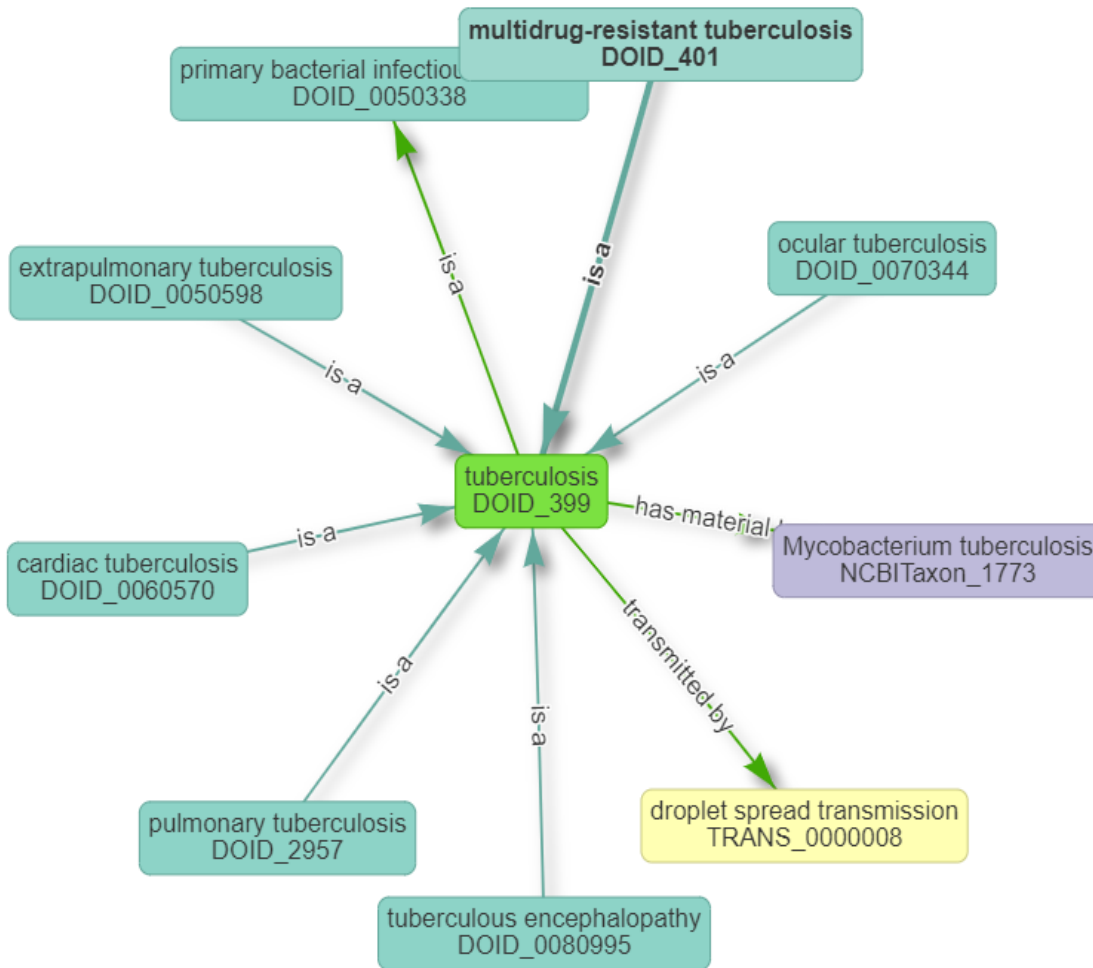 multidrug-resistant tuberculosis
DOID_401
primary bacterial infectiou
DOID_0050338
is a
is a
ocular tuberculosis
DOID_0070344
extrapulmonary tuberculosis
DOID_0050598
is a
is a
tuberculosis
DOID_399
has material
Mycobacterium tuberculosis
NCBITaxon_1773
is a
cardiac tuberculosis
DOID_0060570
transmitted by
is a
is a
droplet spread transmission
TRANS_0000008
pulmonary tuberculosis
DOID_2957
tuberculous encephalopathy
DOID_0080995